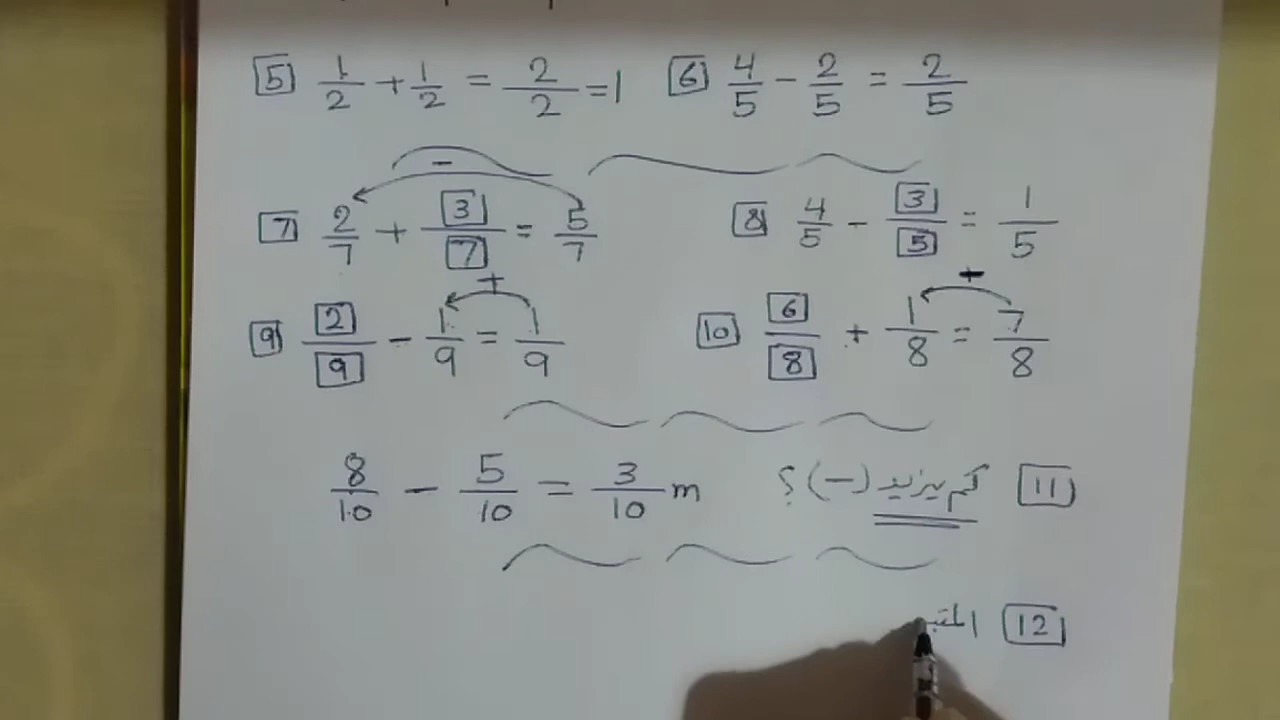 5 1/2 + 1/2 = 2/2 = 1
6 4/5 - 2/5 = 2/5
7 2/7 + 3/7 = 5/7
-
8 4/5 - 3/5 = 1/5
9 2/9 - 1/9 = 1/9
+
10 6/8 + 1/8 = 7/8
+
11 كم يزيد (-) ؟
8/10 - 5/10 = 3/10 m
12